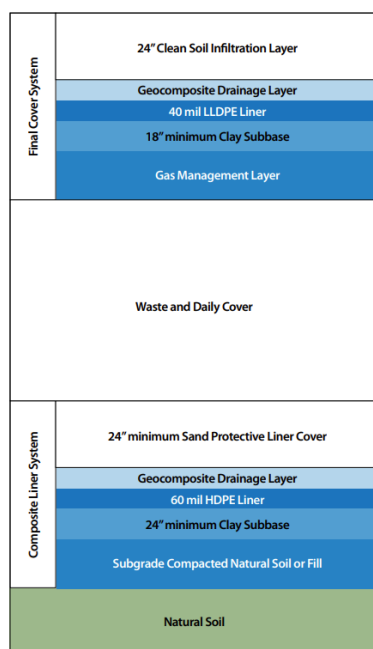 Final Cover System
24” Clean Soil Infiltration Layer
Geocomposite Drainage Layer
40 mil LLDPE Liner
18” minimum Clay Subbase
Gas Management Layer
Waste and Daily Cover
Composite Liner System
24” minimum Sand Protective Liner Cover
Geocomposite Drainage Layer
60 mil HDPE Liner
24” minimum Clay Subbase
Subgrade Compacted Natural Soil or Fill
Natural Soil